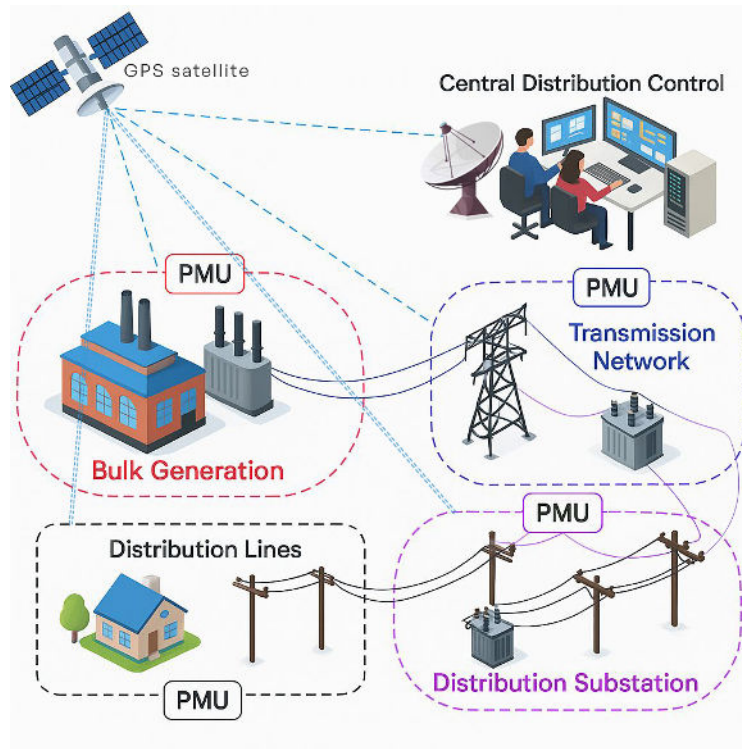 GPS satellite
Central Distribution Control
PMU
PMU
Transmission
Network
Bulk Generation
PMU
Distribution Lines
Distribution Substation
PMU